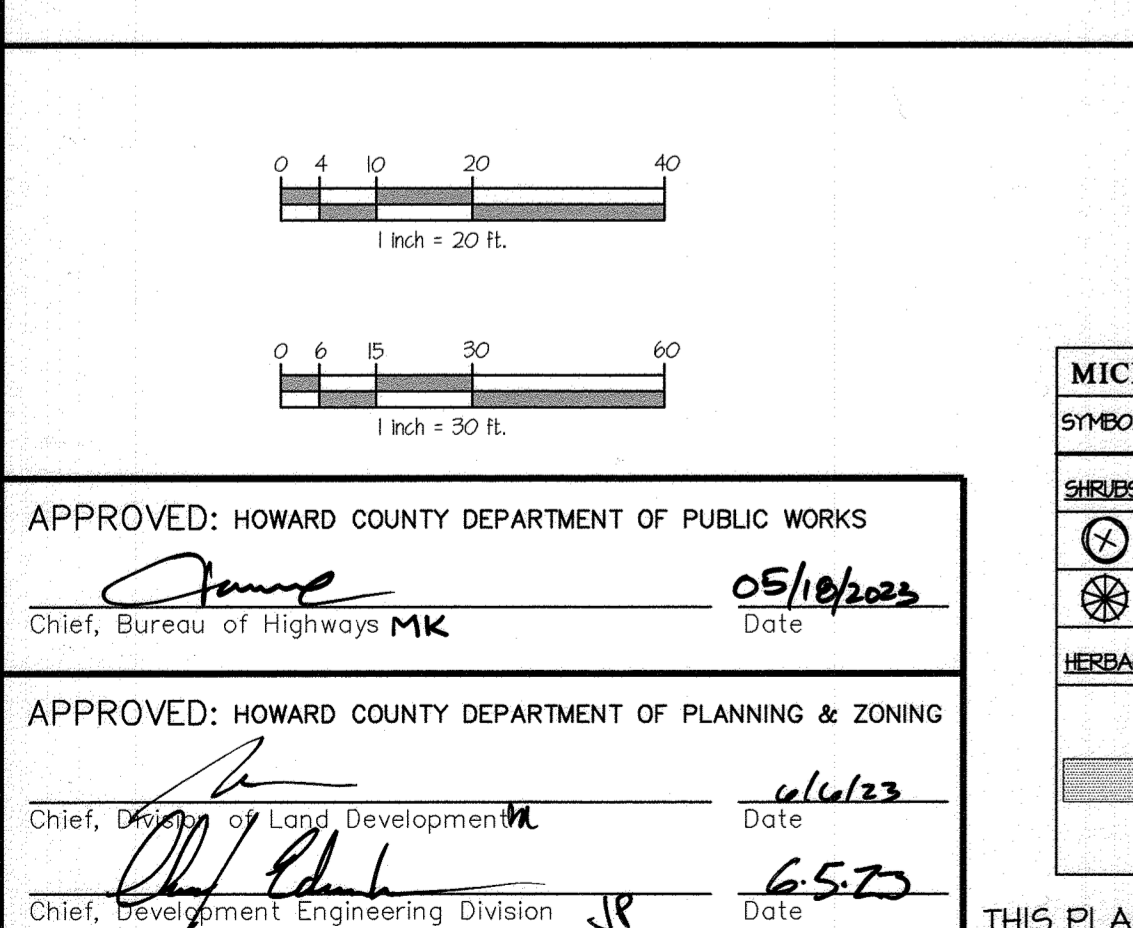 0 4 10 20 40
1 inch = 20 ft.
0 6 15 30 60
1 inch = 30 ft.
APPROVED: HOWARD COUNTY DEPARTMENT OF PUBLIC WORKS
05/18/2023
Chief, Bureau of Highways MK
Date
APPROVED: HOWARD COUNTY DEPARTMENT OF PLANNING & ZONING
6/6/23
Chief, Division of Land Development
Date
6.5.23
Chief, Development Engineering Division JP
Date
MIC
SYMBO
SHRUBS
HERBA
THIS PLA